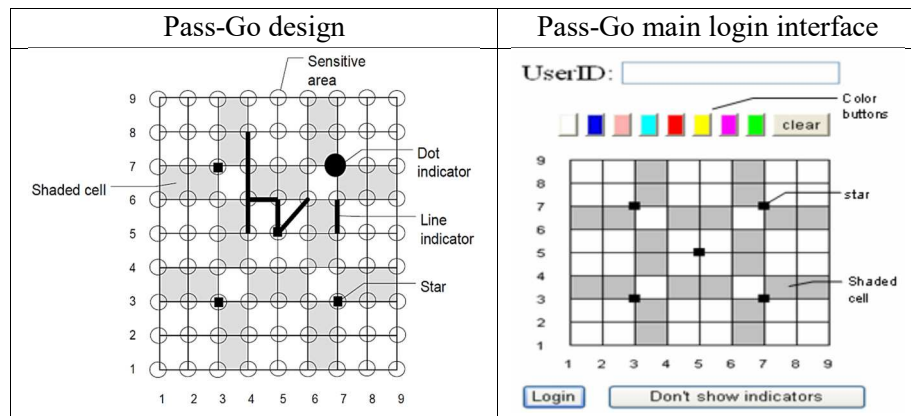 Pass-Go design
Sensitive
area
9
8
7
6
5
4
3
2
1
1 2 3 4 5 6 7 8 9
Shaded cell
Dot
indicator
Line
indicator
Star
Pass-Go main login interface
UserID:
Color
buttons
clear
9
8
7
6
5
4
3
2
1
1 2 3 4 5 6 7 8 9
star
Shaded
cell
Login
Don't show indicators